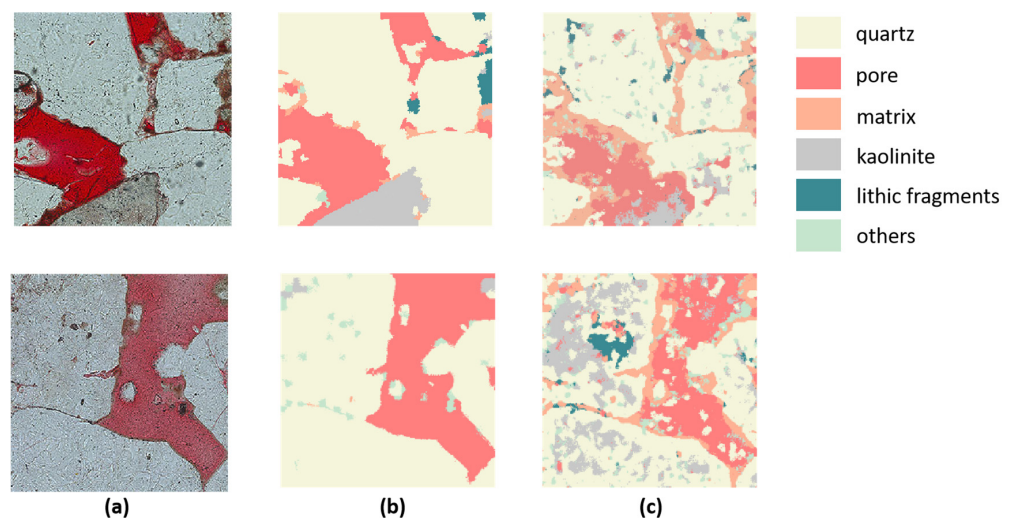 quartz
pore
matrix
kaolinite
lithic fragments
others
(a)
(b)
(c)